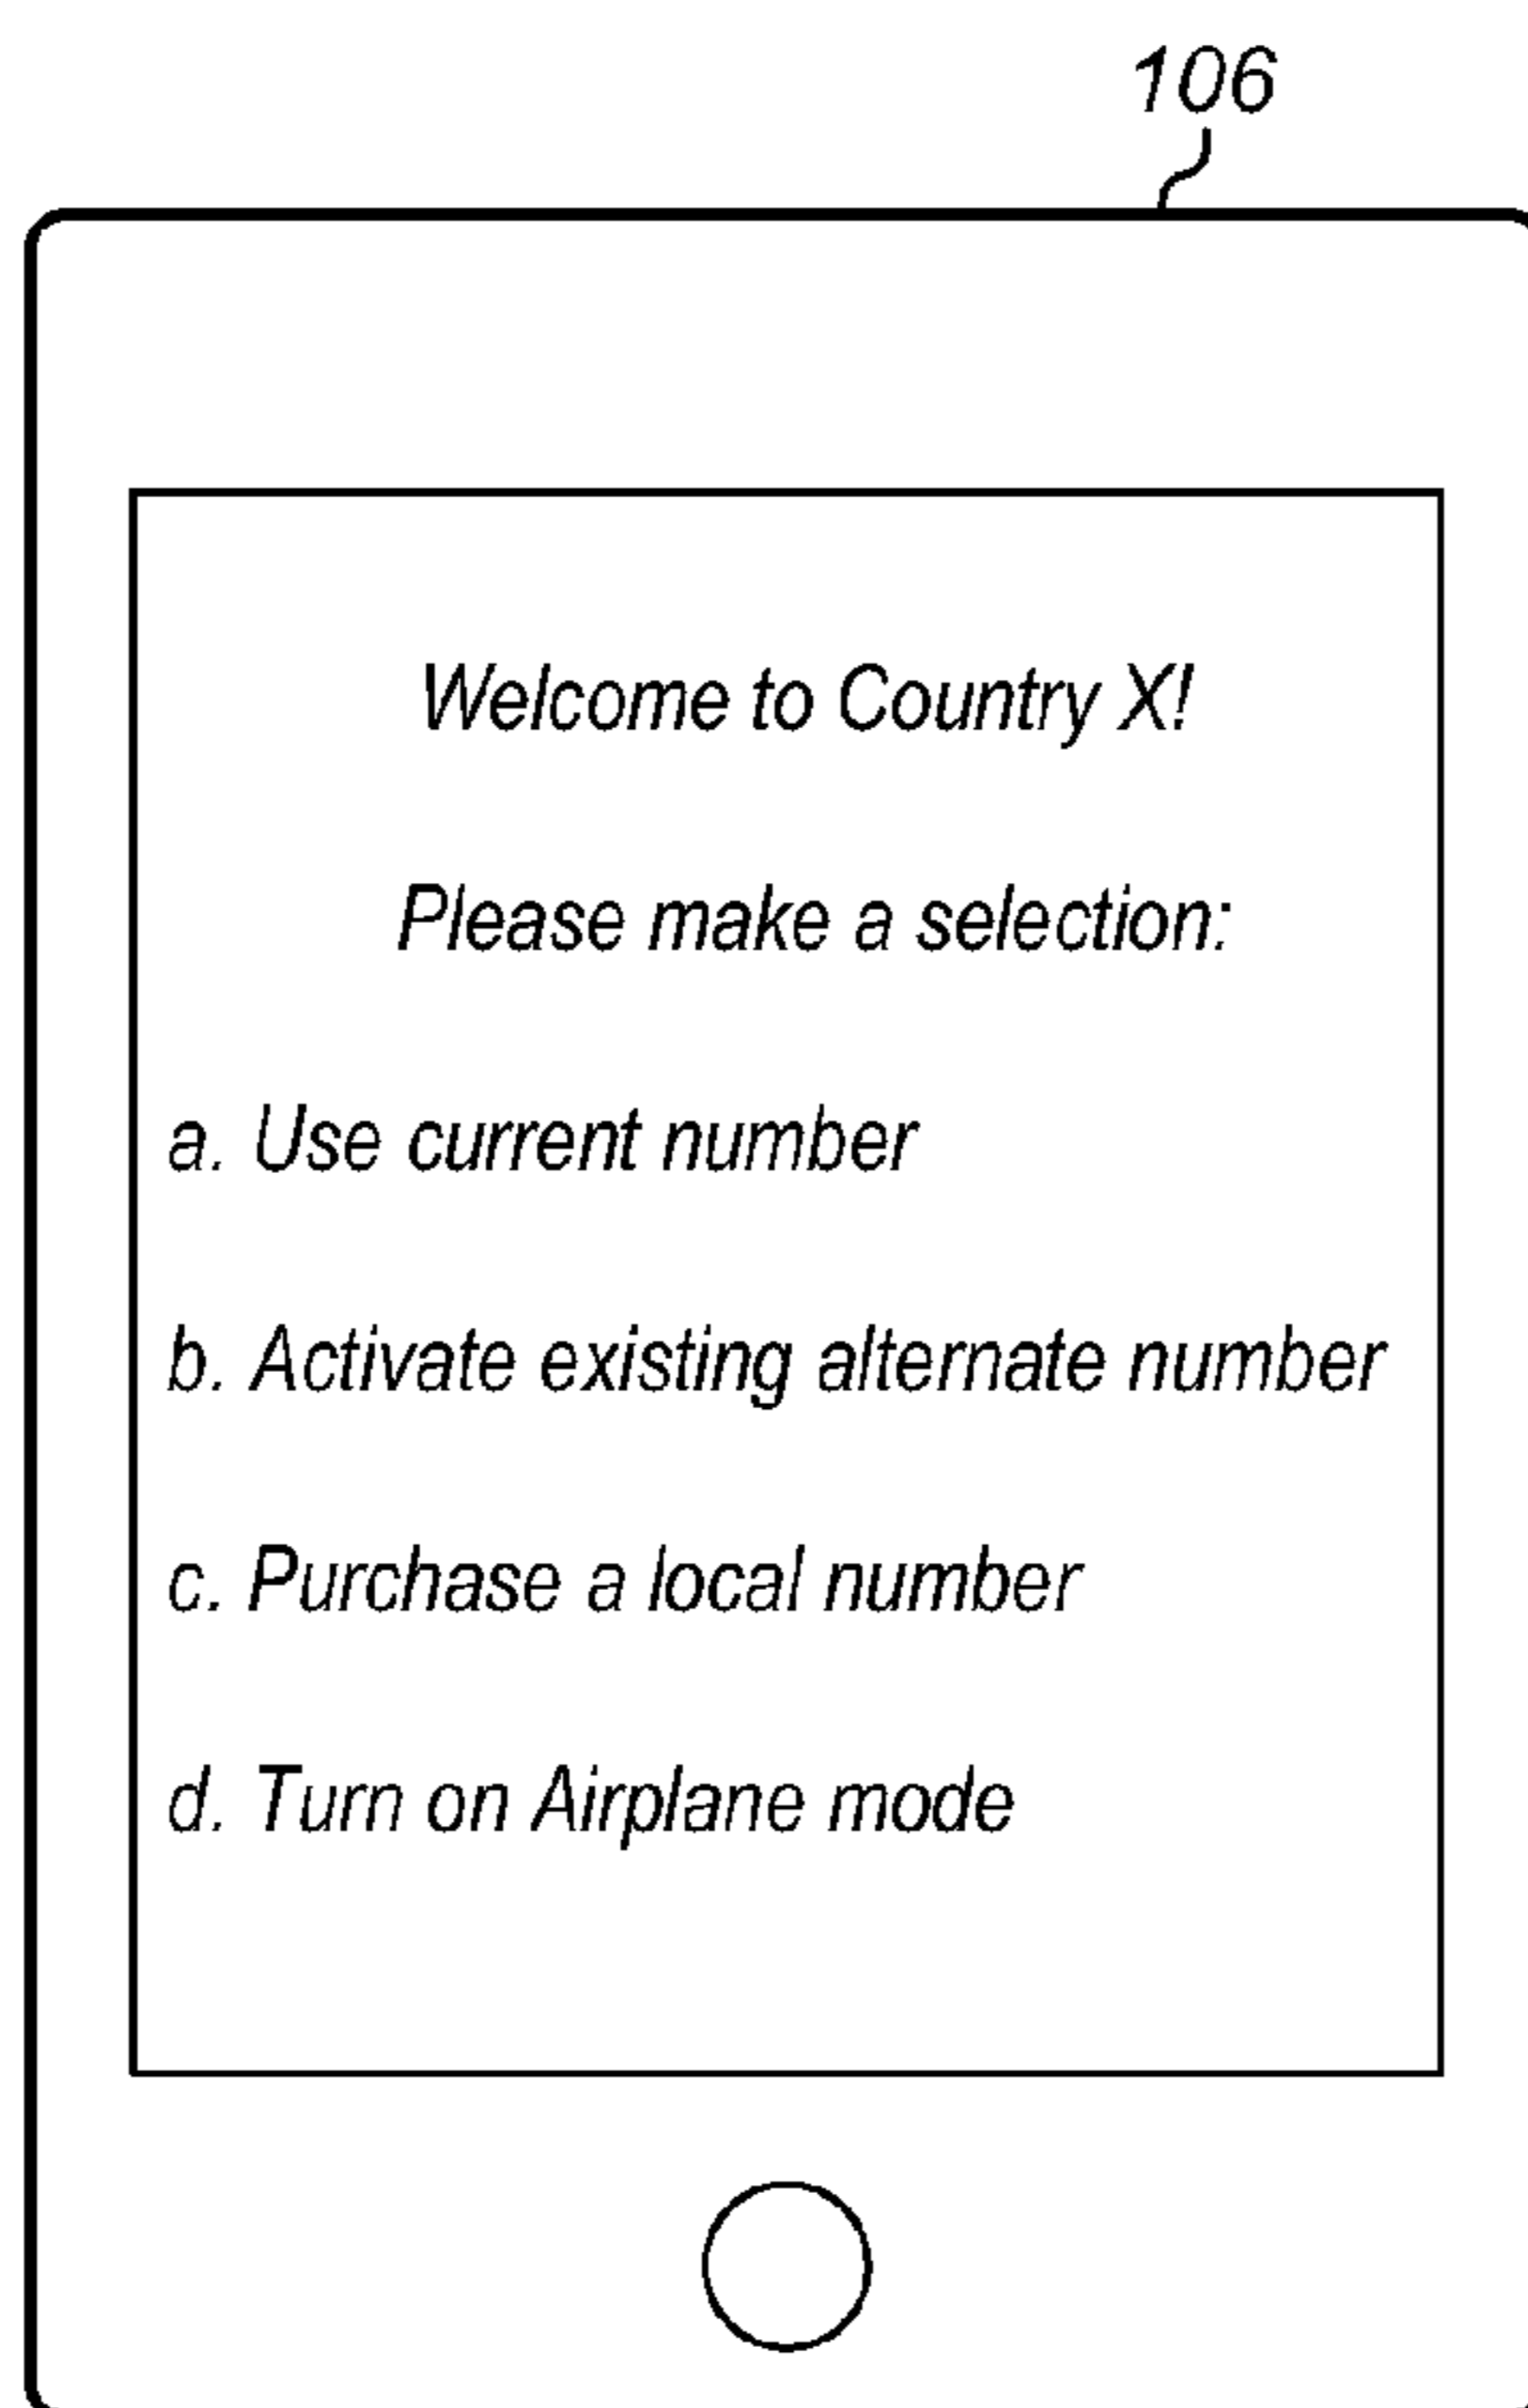 106
Welcome to Country X!
Please make a selection:
a. Use current number
b. Activate existing alternate number
c. Purchase a local number
d. Turn on Airplane mode